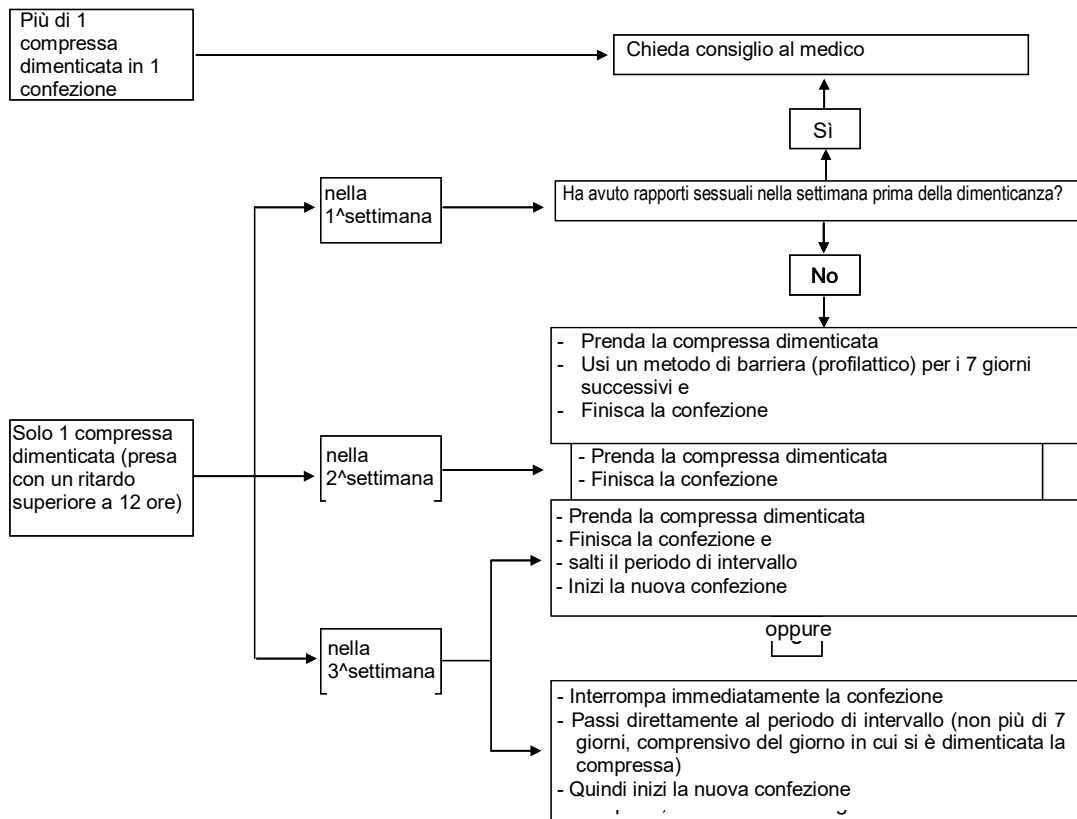 Più di 1
compressa
dimenticata in 1
confezione
Chieda consiglio al medico
Sì
nella
1^settimana
Ha avuto rapporti sessuali nella settimana prima della dimenticanza?
No
- Prenda la compressa dimenticata
- Usi un metodo di barriera (profilattico) per i 7 giorni
successivi e
- Finisca la confezione
Solo 1 compressa
dimenticata (presa
con un ritardo
superiore a 12 ore)
nella
2^settimana
- Prenda la compressa dimenticata
- Finisca la confezione
- Prenda la compressa dimenticata
- Finisca la confezione e
- salti il periodo di intervallo
- Inizi la nuova confezione
oppure
nella
3^settimana
- Interrompa immediatamente la confezione
- Passi direttamente al periodo di intervallo (non più di 7
giorni, comprensivo del giorno in cui si è dimenticata la
compressa)
- Quindi inizi la nuova confezione